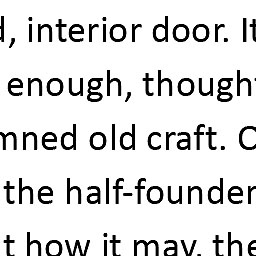 , interior door. It
enough, thought
mned old craft. O
the half-founder
t how it may, the